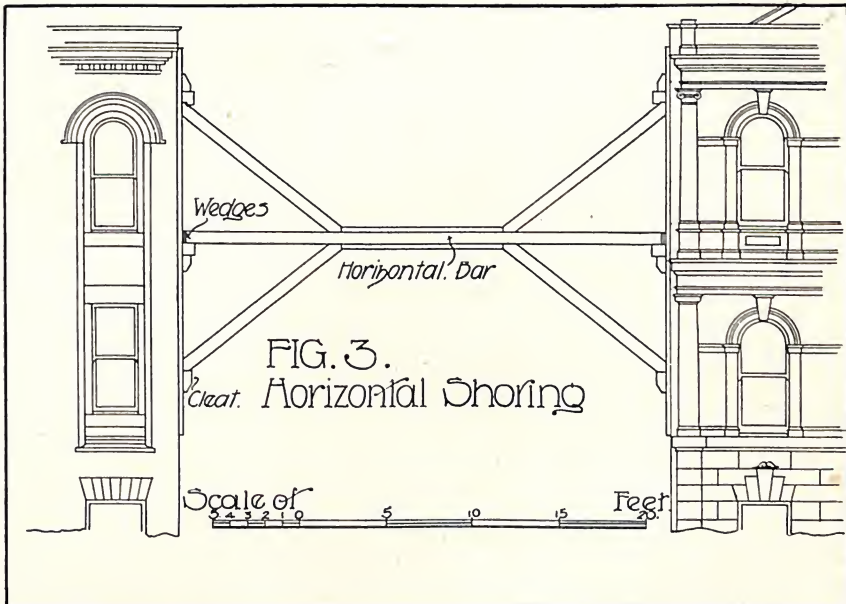 Wedges
Horizontal. Bar
FIG. 3.
Cleat. Horizontal Shoring
Scale of Feet
5 4 3 2 1 0 5 10 15 20.